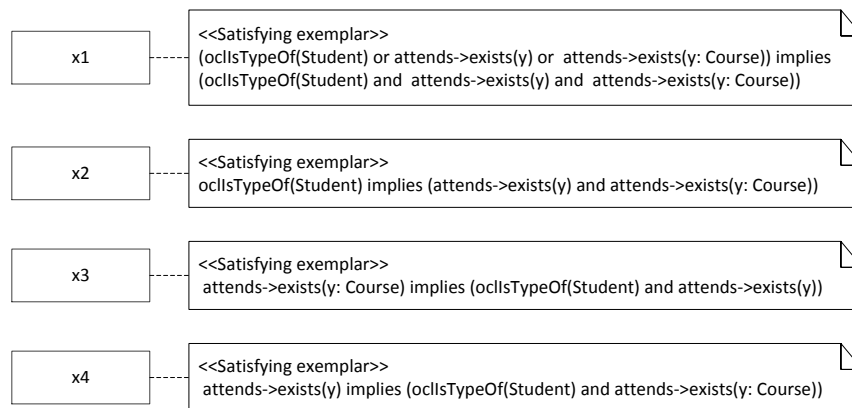 x1
<<Satisfying exemplar>>
(oclIsTypeOf(Student) or attends->exists(y) or  attends->exists(y: Course)) implies
(oclIsTypeOf(Student) and  attends->exists(y) and  attends->exists(y: Course))
x2
<<Satisfying exemplar>>
oclIsTypeOf(Student) implies (attends->exists(y) and attends->exists(y: Course))
x3
<<Satisfying exemplar>>
attends->exists(y: Course) implies (oclIsTypeOf(Student) and attends->exists(y))
x4
<<Satisfying exemplar>>
attends->exists(y) implies (oclIsTypeOf(Student) and attends->exists(y: Course))